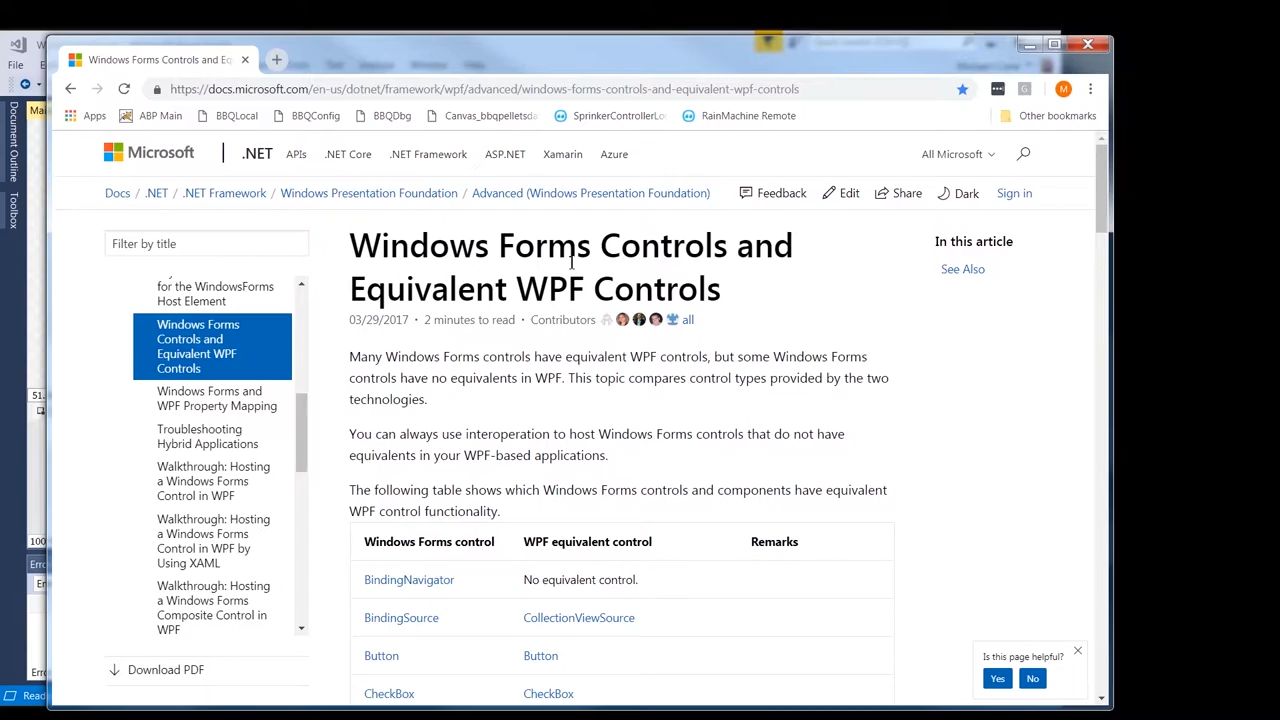 File
Document Outline
Toolbox
Ma
51.
100
Erro
Er
Erro
Read
Windows Forms Controls and Eq
https://docs.microsoft.com/en-us/dotnet/framework/wpf/advanced/windows-forms-controls-and-equivalent-wpf-controls
M
Apps ABP Main BBQLocal BBQConfig BBQDbg Canvas_bbqpelletsda SprinkerControllerLo RainMachine Remote Other bookmarks
Microsoft .NET APIs .NET Core .NET Framework ASP.NET Xamarin Azure All Microsoft
Docs / .NET / .NET Framework / Windows Presentation Foundation / Advanced (Windows Presentation Foundation) Feedback Edit Share Dark Sign in
Filter by title
for the WindowsForms
Host Element
Windows Forms
Controls and
Equivalent WPF
Controls
Windows Forms and
WPF Property Mapping
Troubleshooting
Hybrid Applications
Walkthrough: Hosting
a Windows Forms
Control in WPF
Walkthrough: Hosting
a Windows Forms
Control in WPF by
Using XAML
Walkthrough: Hosting
a Windows Forms
Composite Control in
WPF
Download PDF
Windows Forms Controls and
Equivalent WPF Controls
03/29/2017 • 2 minutes to read • Contributors all
Many Windows Forms controls have equivalent WPF controls, but some Windows Forms
controls have no equivalents in WPF. This topic compares control types provided by the two
technologies.
You can always use interoperation to host Windows Forms controls that do not have
equivalents in your WPF-based applications.
The following table shows which Windows Forms controls and components have equivalent
WPF control functionality.
Windows Forms control WPF equivalent control Remarks
BindingNavigator No equivalent control.
BindingSource CollectionViewSource
Button Button
CheckBox CheckBox
In this article
See Also
Is this page helpful?
Yes No